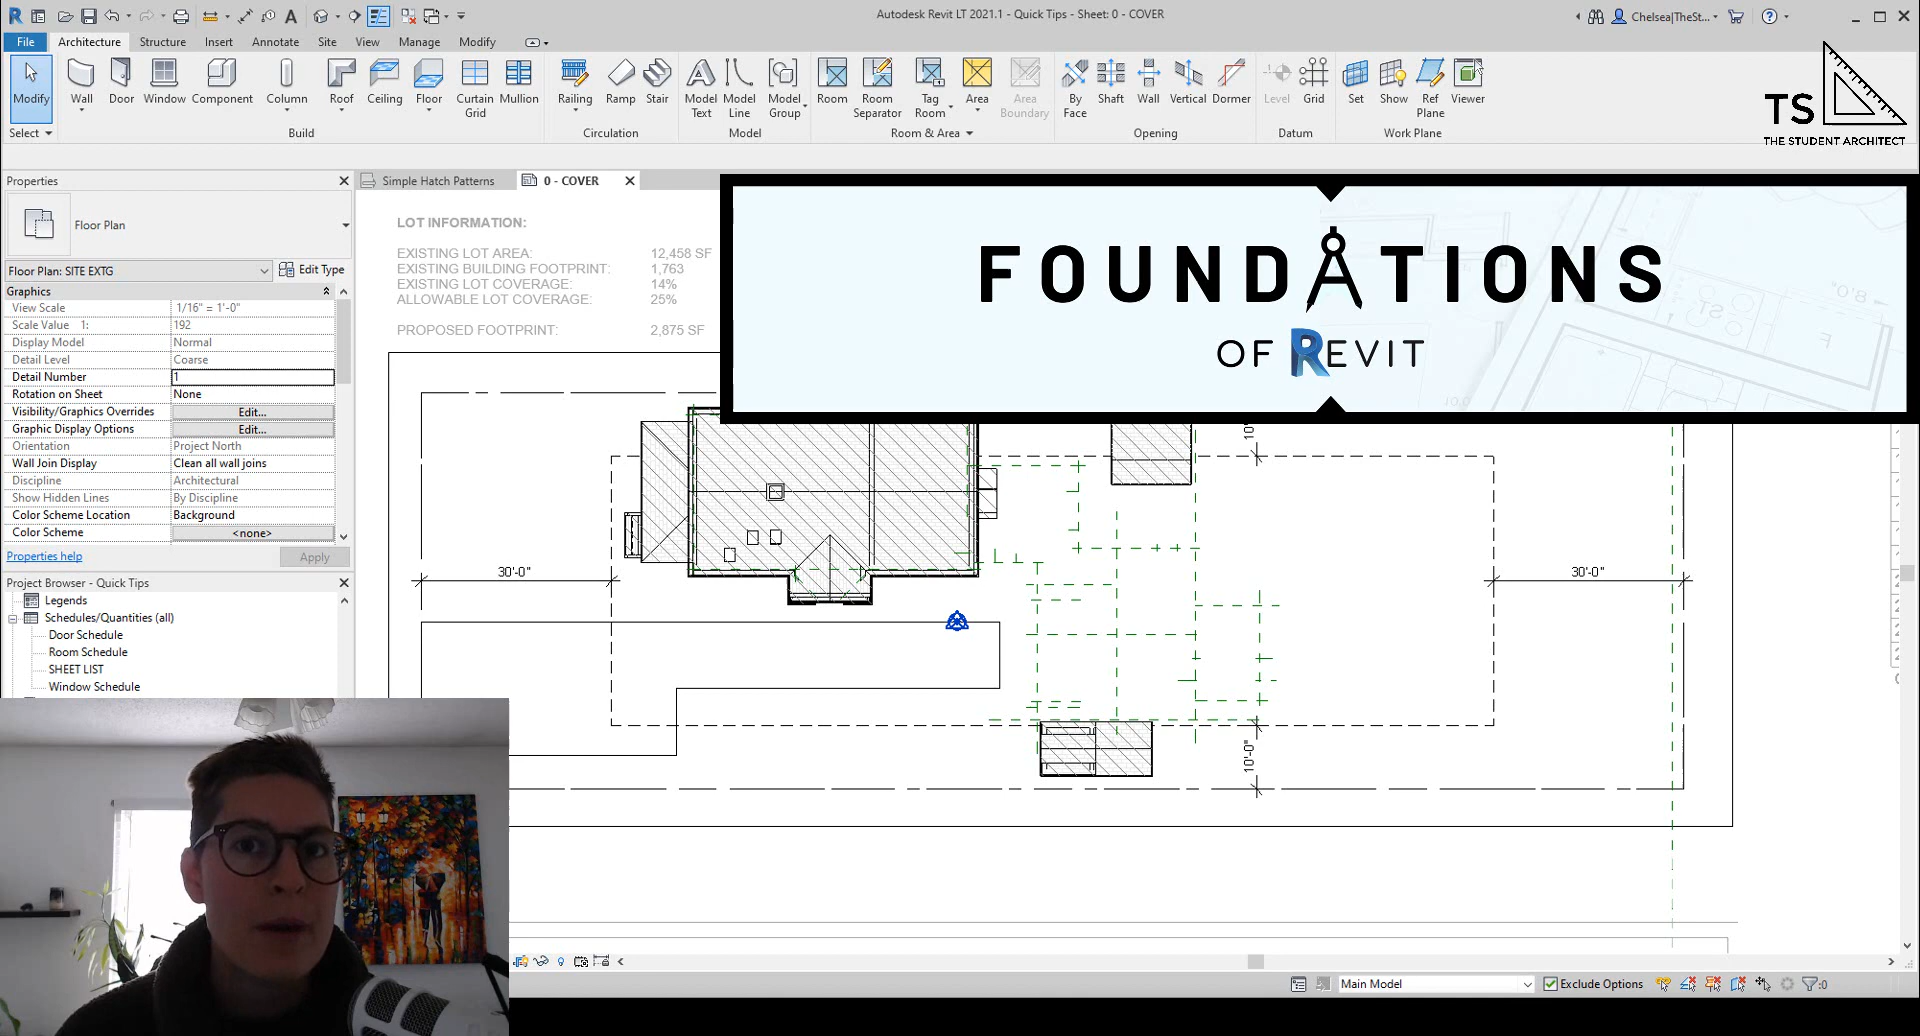 Autodesk Revit LT 2021.1 - Quick Tips - Sheet: 0 - COVER
Chelsea|TheSt...
File Architecture Structure Insert Annotate Site View Manage Collaborate Modify
Modify Wall Door Window Component Column Roof Ceiling Floor Curtain Grid Mullion Railing Ramp Stair Model Text Model Line Model Group Room Room Separator Tag Room Area Area Boundary By Face Shaft Wall Vertical Dormer Level Grid Set Show Ref Plane Viewer
Select Build Circulation Model Room & Area Opening Datum Work Plane
TS
THE STUDENT ARCHITECT
Properties
Simple Hatch Patterns
0 - COVER
Floor Plan
Floor Plan: SITE EXTG
Edit Type
Graphics
View Scale 1/16" = 1'-0"
Scale Value 1: 192
Display Model Normal
Detail Level Coarse
Detail Number 1
Rotation on Sheet None
Visibility/Graphics Overrides Edit...
Graphic Display Options Edit...
Orientation Project North
Wall Join Display Clean all wall joins
Discipline Architectural
Show Hidden Lines By Discipline
Color Scheme Location Background
Color Scheme <none>
Properties help
Apply
Project Browser - Quick Tips
Legends
Schedules/Quantities (all)
Door Schedule
Room Schedule
SHEET LIST
Window Schedule
LOT INFORMATION:
EXISTING LOT AREA: 12,458 SF
EXISTING BUILDING FOOTPRINT: 1,763
EXISTING LOT COVERAGE: 14%
ALLOWABLE LOT COVERAGE: 25%
PROPOSED FOOTPRINT: 2,875 SF
FOUNDATIONS
OF REVIT
30'-0"
30'-0"
10'-0"
Main Model
Exclude Options
:0